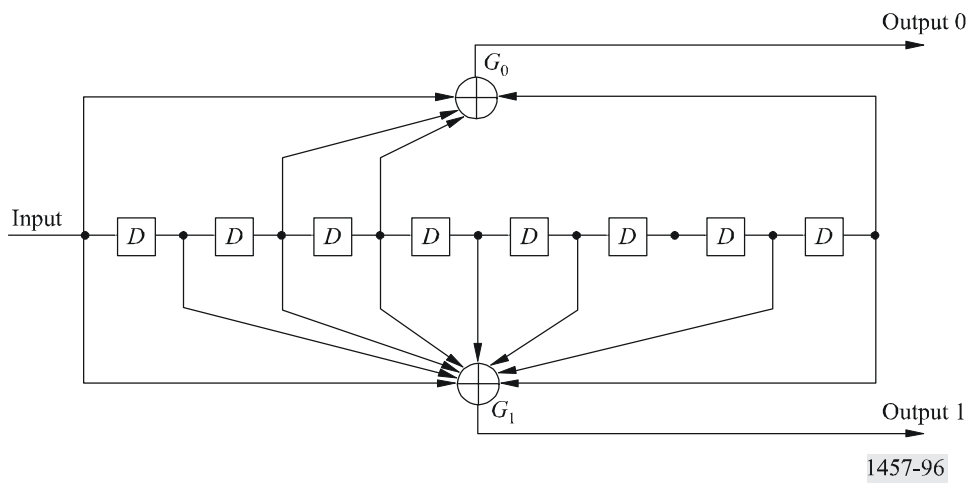 Output 0
G₀
Input
D D D D D D D D
G₁
Output 1
1457-96